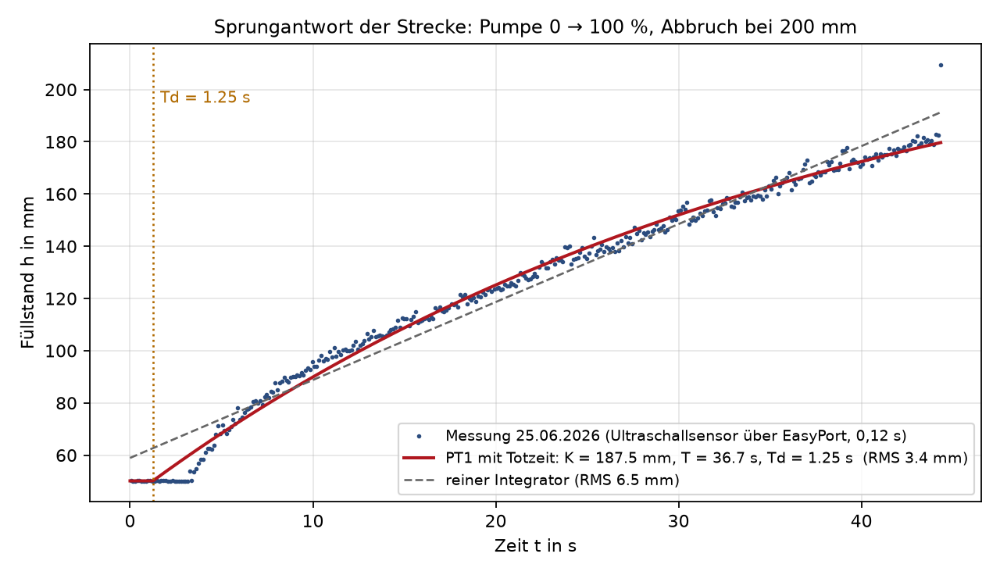 Sprungantwort der Strecke: Pumpe 0 → 100 %, Abbruch bei 200 mm
Td = 1.25 s
Füllstand h in mm
200
180
160
140
120
100
80
60
Messung 25.06.2026 (Ultraschallsensor über EasyPort, 0,12 s)
PT1 mit Totzeit: K = 187.5 mm, T = 36.7 s, Td = 1.25 s (RMS 3.4 mm)
reiner Integrator (RMS 6.5 mm)
0 10 20 30 40
Zeit t in s